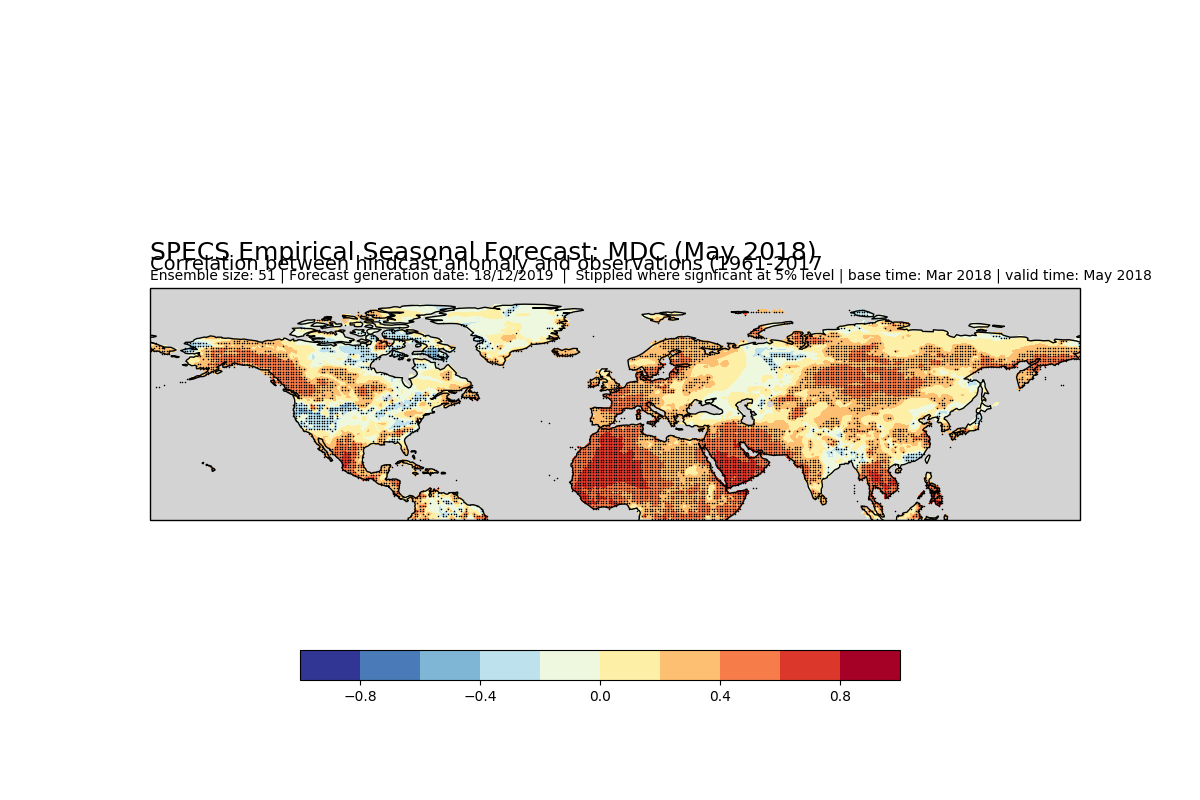 SPECS Empirical Seasonal Forecast: MDC (May 2018)
Correlation between hindcast anomaly and observations (1961-2017
Ensemble size: 51 | Forecast generation date: 18/12/2019 | Stippled where signficant at 5% level | base time: Mar 2018 | valid time: May 2018
−0.8 −0.4 0.0 0.4 0.8